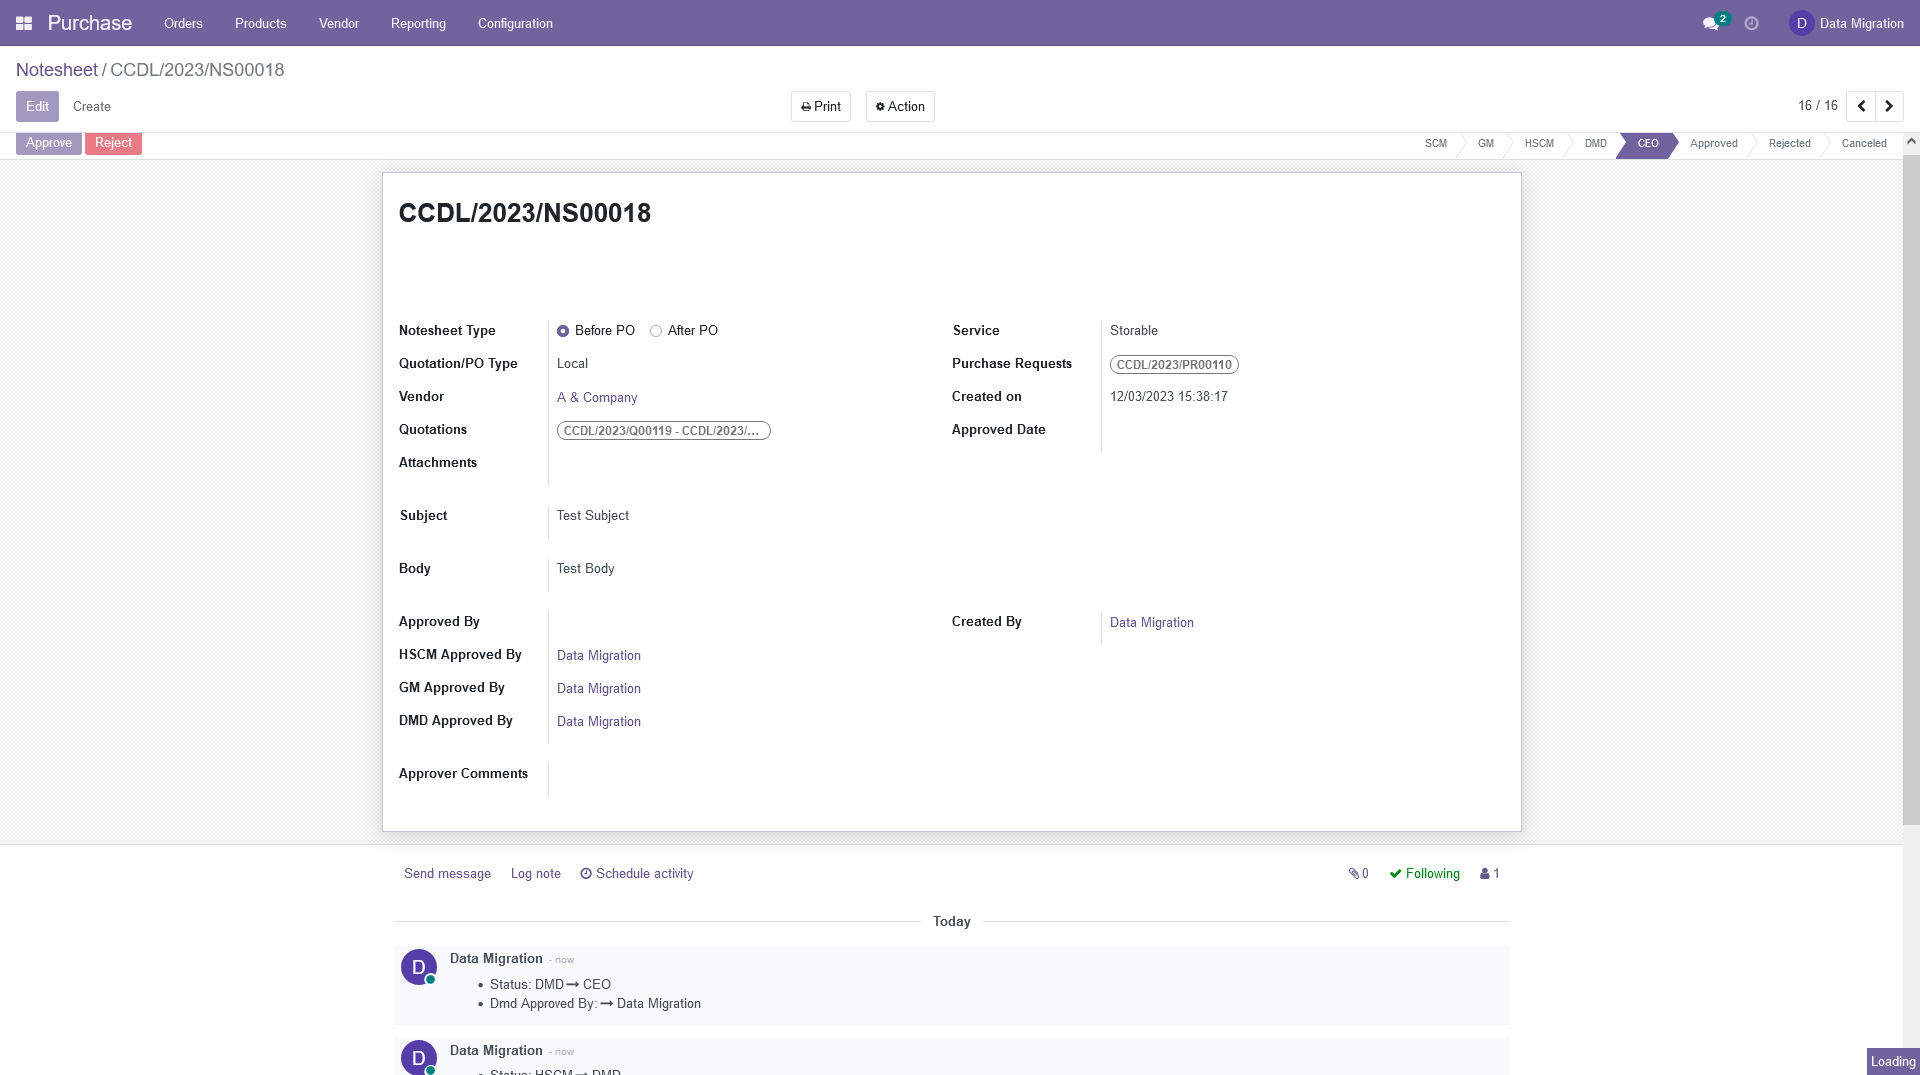 Purchase Orders Products Vendor Reporting Configuration 2 D Data Migration
Notesheet / CCDL/2023/NS00018
Edit Create Print Action 16 / 16
Approve Reject SCM GM HSCM DMD CEO Approved Rejected Canceled
CCDL/2023/NS00018
Notesheet Type Before PO After PO Service Storable
Quotation/PO Type Local Purchase Requests CCDL/2023/PR00110
Vendor A & Company Created on 12/03/2023 15:38:17
Quotations CCDL/2023/Q00119 - CCDL/2023/... Approved Date
Attachments
Subject Test Subject
Body Test Body
Approved By Created By Data Migration
HSCM Approved By Data Migration
GM Approved By Data Migration
DMD Approved By Data Migration
Approver Comments
Send message Log note Schedule activity 0 Following 1
Today
D Data Migration - now
• Status: DMD → CEO
• Dmd Approved By: → Data Migration
D Data Migration - now
• Status: HSCM → DMD
Loading